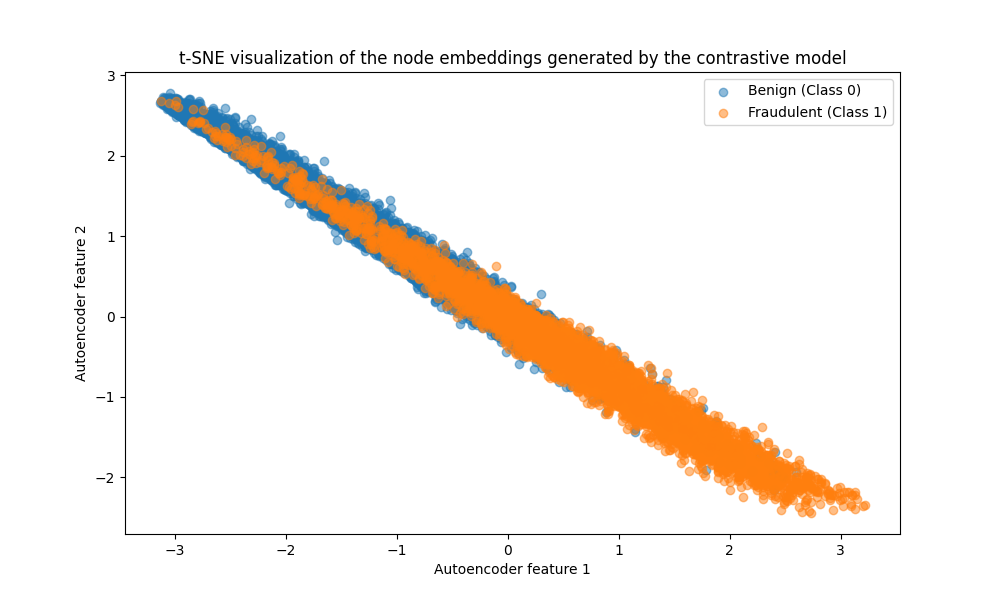 t-SNE visualization of the node embeddings generated by the contrastive model
Benign (Class 0)
Fraudulent (Class 1)
3
2
1
0
−1
−2
Autoencoder feature 2
−3 −2 −1 0 1 2 3
Autoencoder feature 1